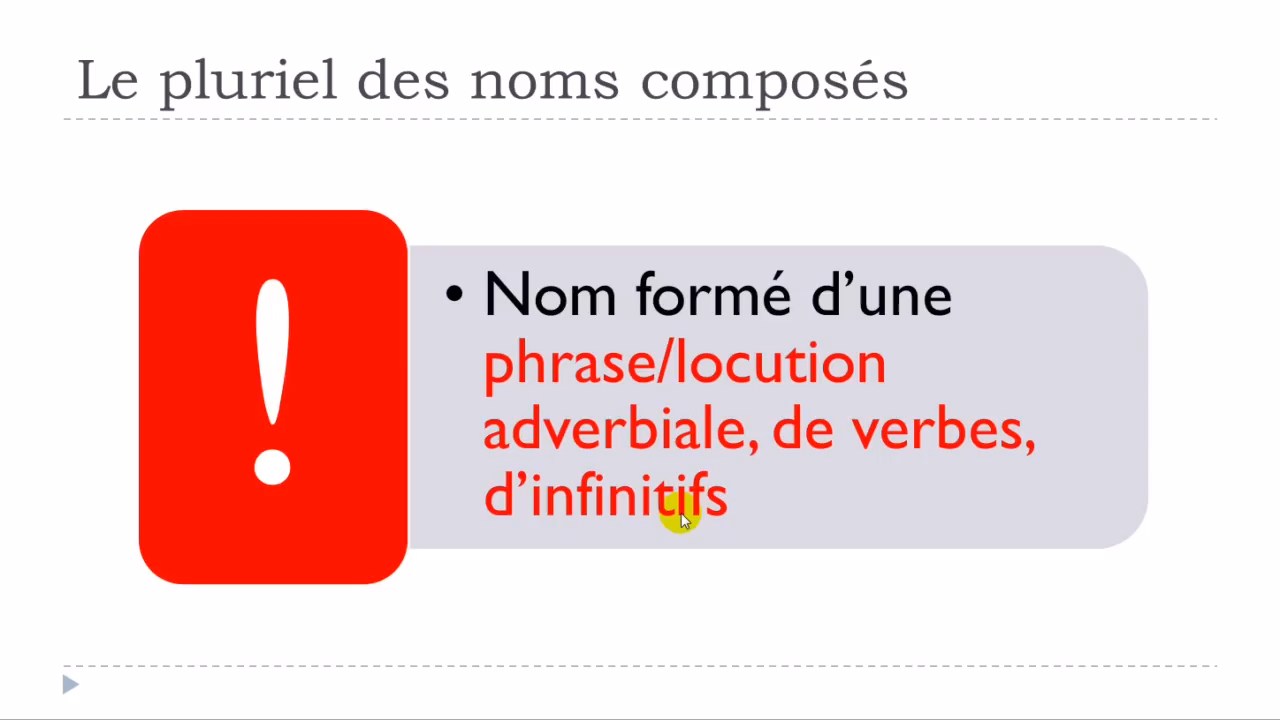 Le pluriel des noms composés
!
• Nom formé d’une
phrase/locution
adverbiale, de verbes,
d’infinitifs